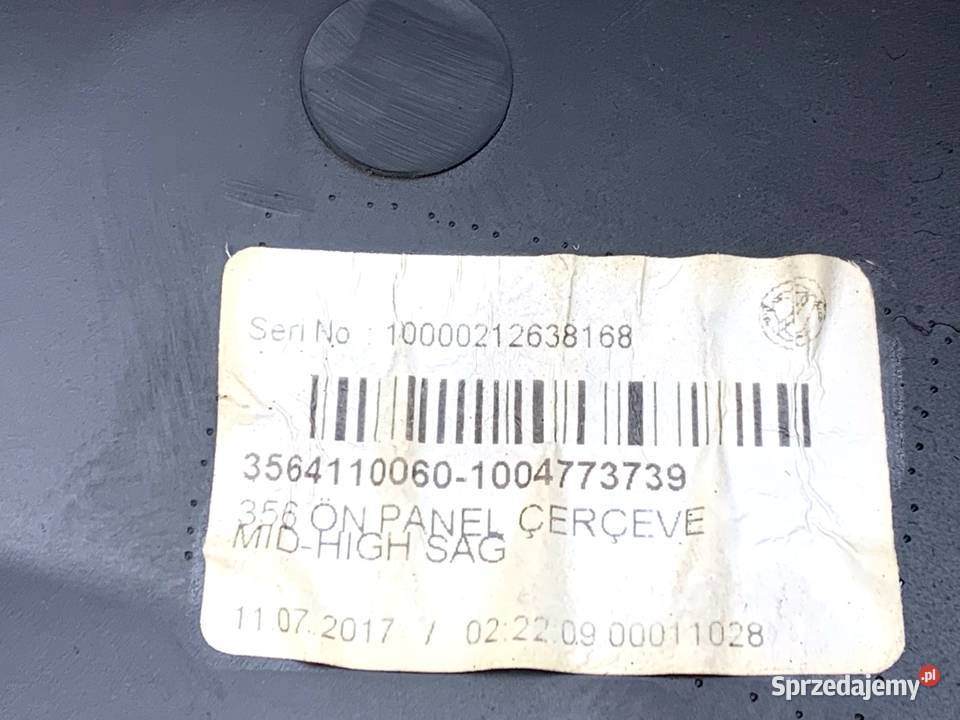 Seri No : 10000212638168
3564110060-1004773739
356 ÖN PANEL ÇERÇEVE
MID-HIGH SAG
11.07.2017 / 02:22:09 00011028
Sprzedajemy.pl